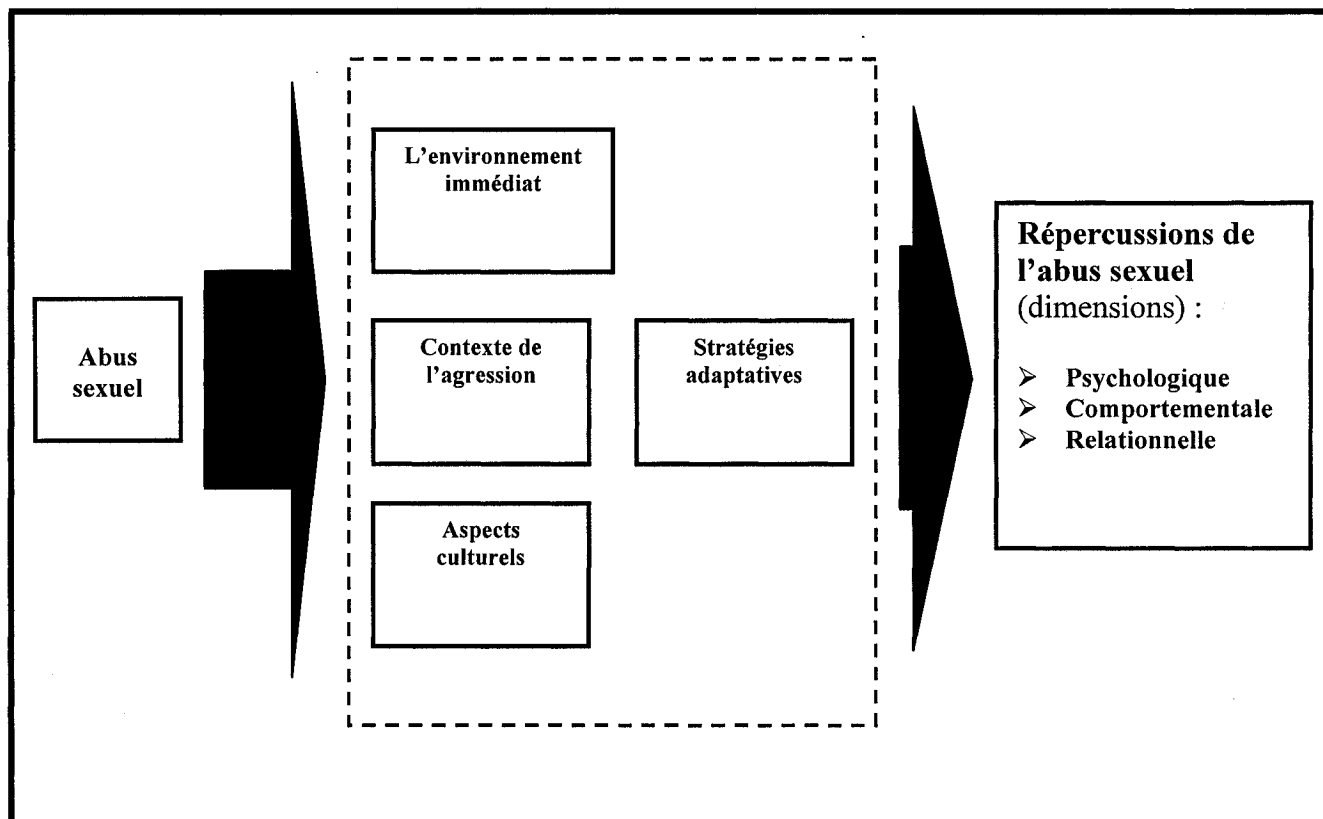 Abus
sexuel
L'environnement
immédiat
Contexte de
l'agression
Aspects
culturels
Stratégies
adaptatives
Répercussions de
l'abus sexuel
(dimensions) :
➢ Psychologique
➢ Comportementale
➢ Relationnelle